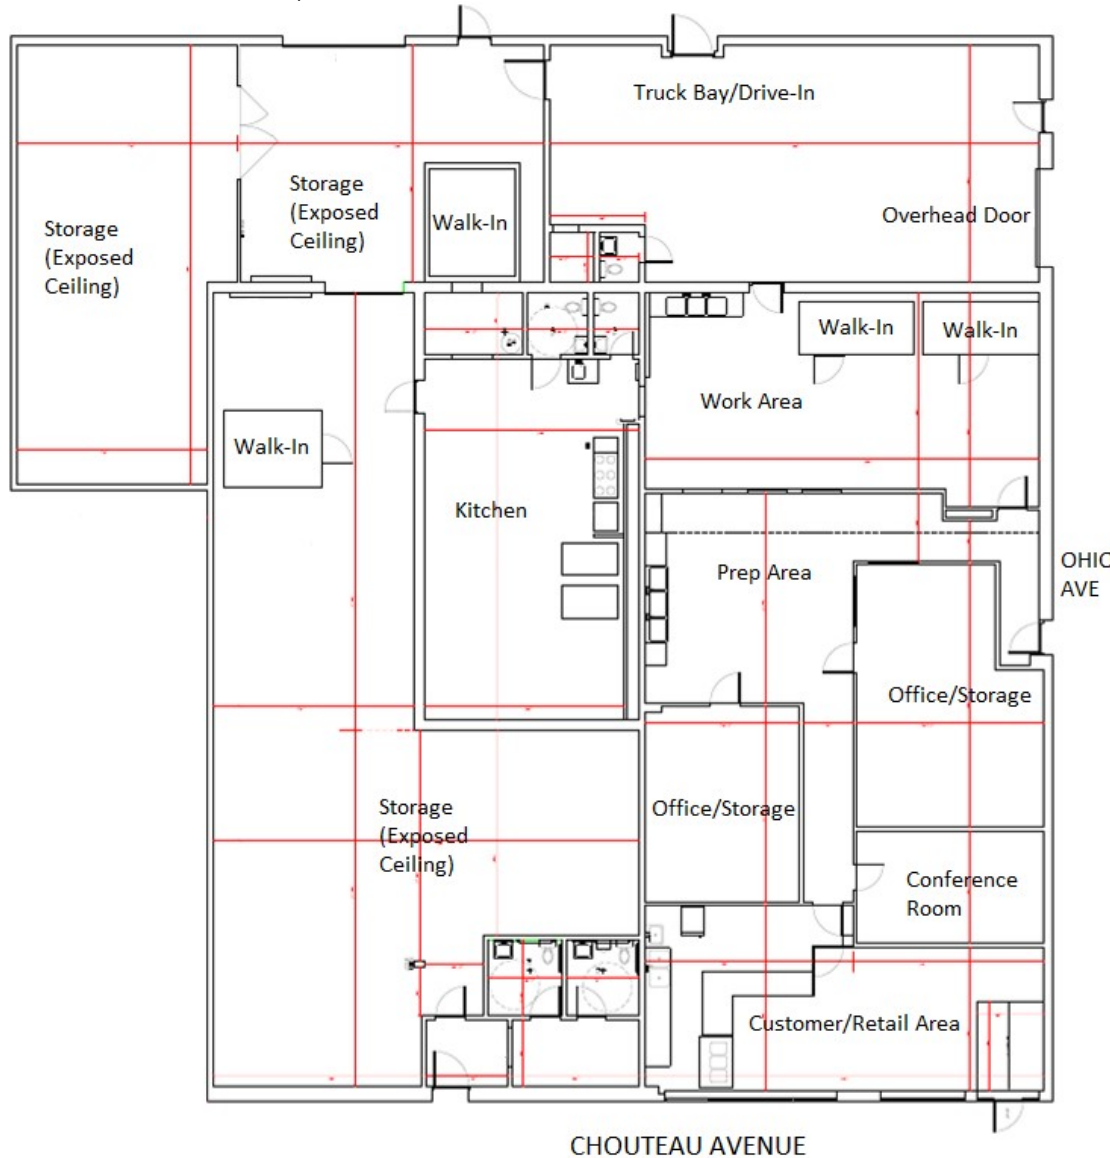 Truck Bay/Drive-In
Storage
(Exposed
Ceiling)
Walk-In
Overhead Door
Storage
(Exposed
Ceiling)
Walk-In
Walk-In
Work Area
Walk-In
Kitchen
Prep Area
OHIO
AVE
Office/Storage
Office/Storage
Storage
(Exposed
Ceiling)
Conference
Room
Customer/Retail Area
CHOUTEAU AVENUE